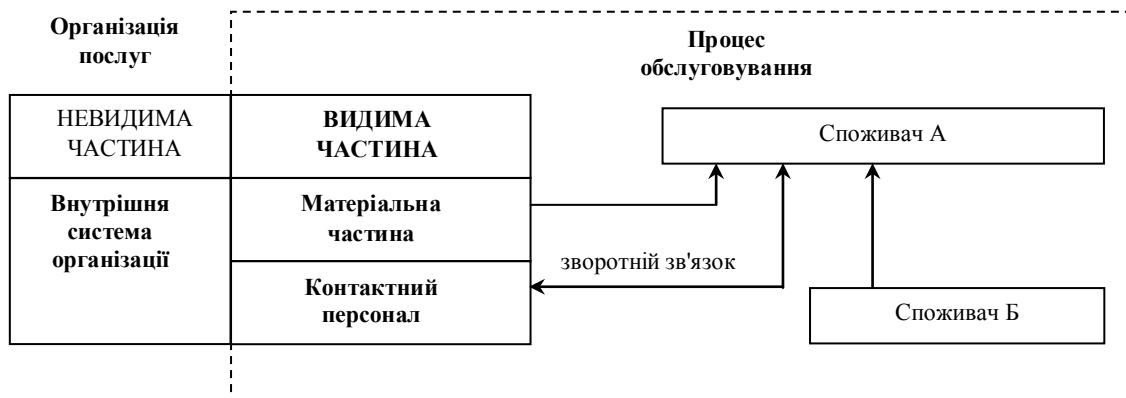 Організація
послуг
Процес
обслуговування
НЕВИДИМА
ЧАСТИНА
ВИДИМА
ЧАСТИНА
Споживач А
Внутрішня
система
організації
Матеріальна
частина
зворотній зв'язок
Контактний
персонал
Споживач Б